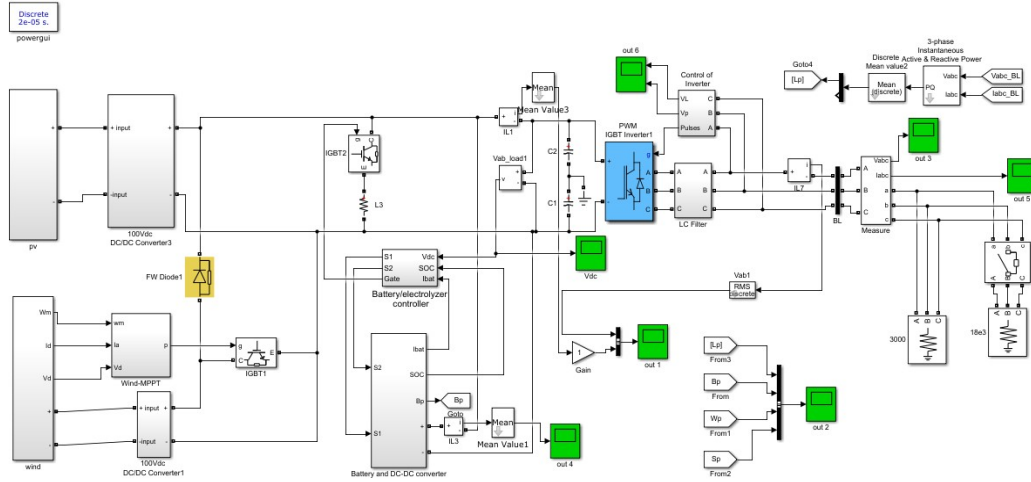 Discrete
2e-05 s.
powergui
out 6
Control of
Inverter
VL
Vp
Pulses
C
B
A
Goto4
[Lp]
Discrete
Mean value2
Mean
(discrete)
3-phase
Instantaneous
Active & Reactive Power
Vabc
Iabc
PQ
Vabc_BL
Iabc_BL
+
-
pv
+ input
-input
+
-
100Vdc
DC/DC Converter3
IGBT2
g
C
E
L3
IL1
+
i
-
Mean
Mean Value3
Vab_load1
v
+
-
C2
C1
PWM
IGBT Inverter1
g
+
-
A
B
C
A
B
C
A
B
C
LC Filter
IL7
+
i
-
BL
A
B
C
Vabc
Iabc
a
b
c
Measure
out 3
out 5
a
b
c
A
B
C
A
B
C
3000
A
B
C
18e3
FW Diode1
Vdc
S1
S2
Gate
Vdc
SOC
Ibat
Battery/electrolyzer
controller
Vab1
RMS
discrete
Wm
Id
Vd
+
-
wind
wm
Ia
Vd
p
Wind-MPPT
g
C
E
IGBT1
+ input
-input
+
-
100Vdc
DC/DC Converter1
S2
S1
Ibat
SOC
Bp
+
-
Battery and DC-DC converter
Bp
Goto
+
i
-
IL3
Mean
Mean Value1
out 4
1
Gain
out 1
[Lp]
From3
Bp
From
Wp
From1
Sp
From2
out 2